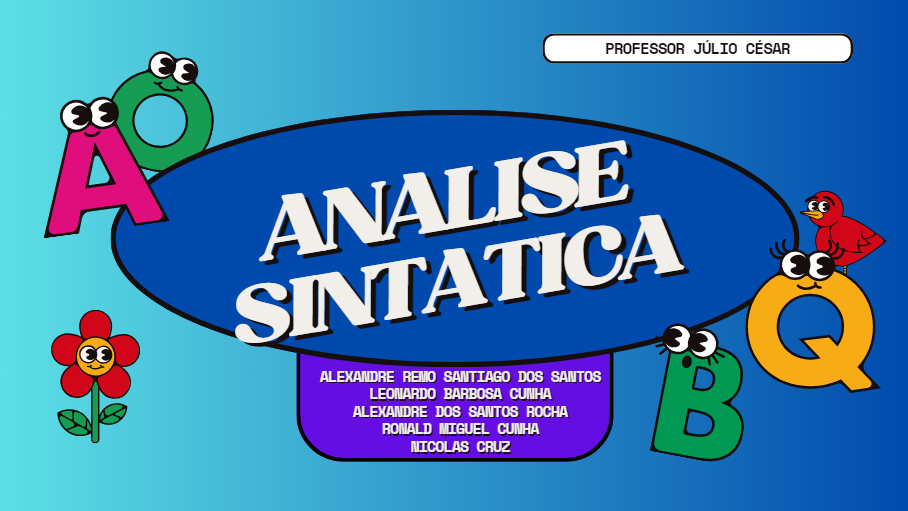 PROFESSOR JÚLIO CÉSAR
A
O
ANALISE
SINTATICA
Q
B
ALEXANDRE REMO SANTIAGO DOS SANTOS
LEONARDO BARBOSA CUNHA
ALEXANDRE DOS SANTOS ROCHA
RONALD MIGUEL CUNHA
NICOLAS CRUZ